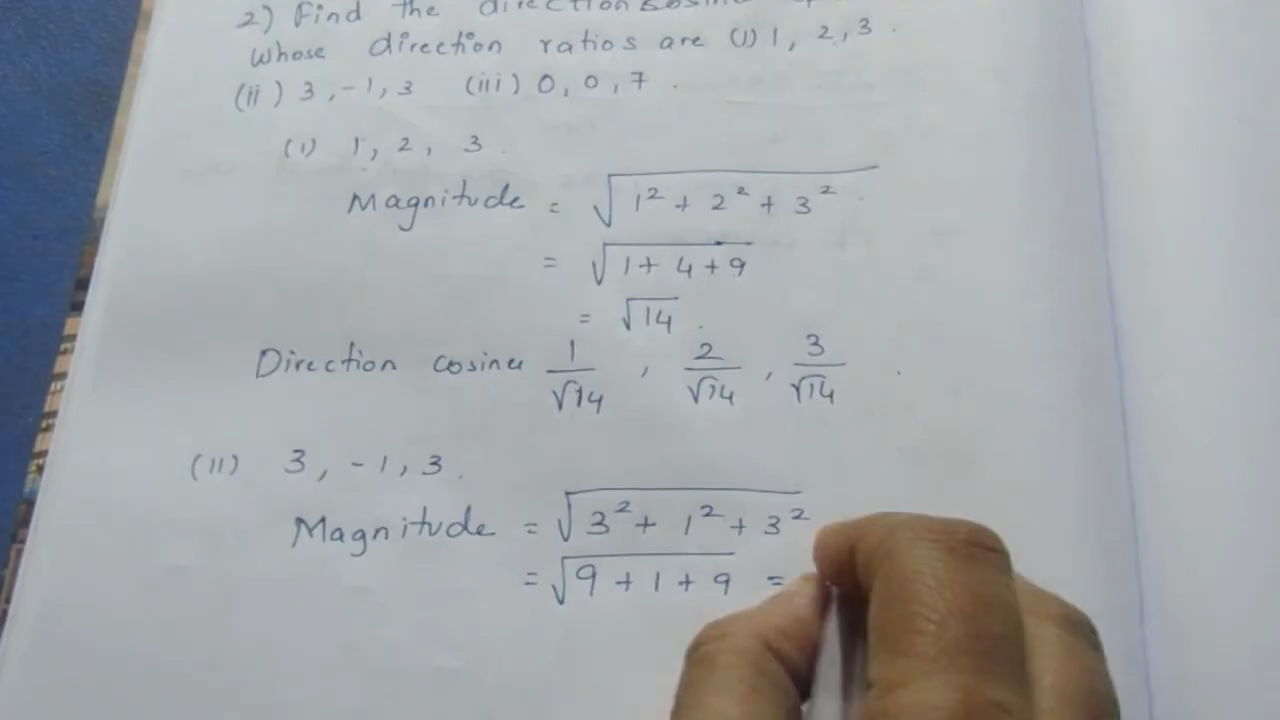 2) Find the direction cosine
whose direction ratios are (i) 1, 2, 3.
(ii) 3, -1, 3 (iii) 0, 0, 7.
(i) 1, 2, 3.
Magnitude = √(1² + 2² + 3²)
= √(1 + 4 + 9)
= √14.
Direction cosines 1/√14, 2/√14, 3/√14.
(ii) 3, -1, 3.
Magnitude = √(3² + 1² + 3²)
= √(9 + 1 + 9) =